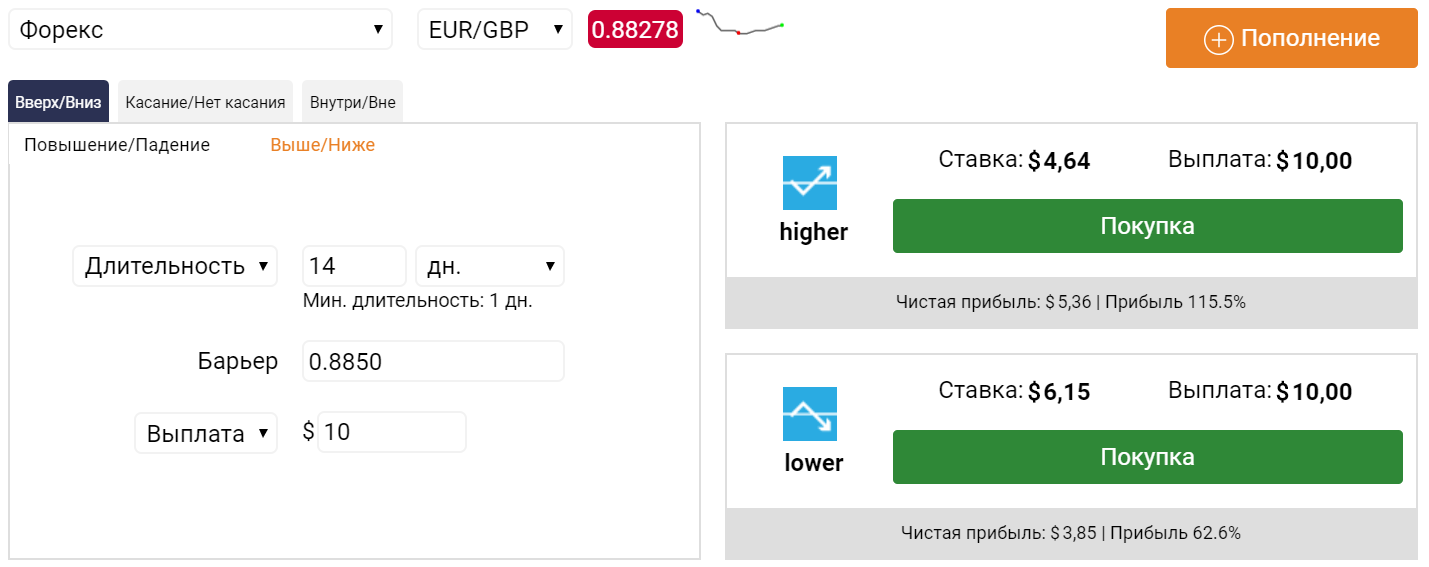 Форекс
EUR/GBP
0.88278
Пополнение
Вверх/Вниз
Касание/Нет касания
Внутри/Вне
Повышение/Падение
Выше/Ниже
Длительность
14
дн.
Мин. длительность: 1 дн.
Барьер
0.8850
Выплата
$ 10
Ставка: $ 4,64
Выплата: $ 10,00
higher
Покупка
Чистая прибыль: $ 5,36 | Прибыль 115.5%
Ставка: $ 6,15
Выплата: $ 10,00
lower
Покупка
Чистая прибыль: $ 3,85 | Прибыль 62.6%